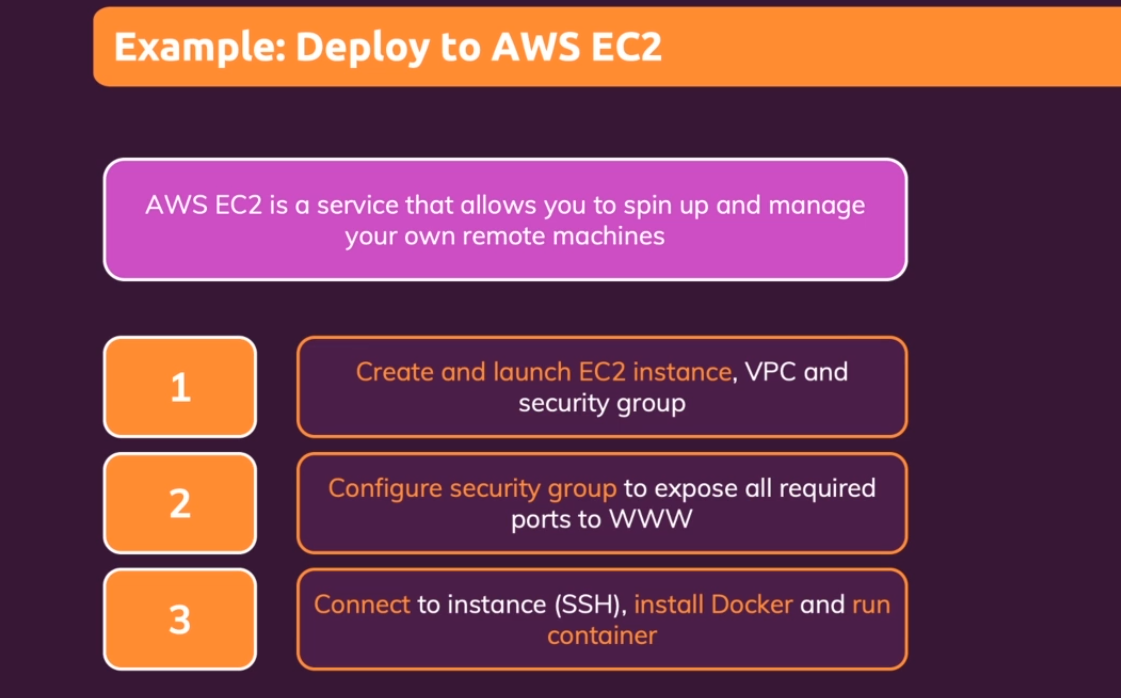 Example: Deploy to AWS EC2
AWS EC2 is a service that allows you to spin up and manage
your own remote machines
1
Create and launch EC2 instance, VPC and
security group
2
Configure security group to expose all required
ports to WWW
3
Connect to instance (SSH), install Docker and run
container